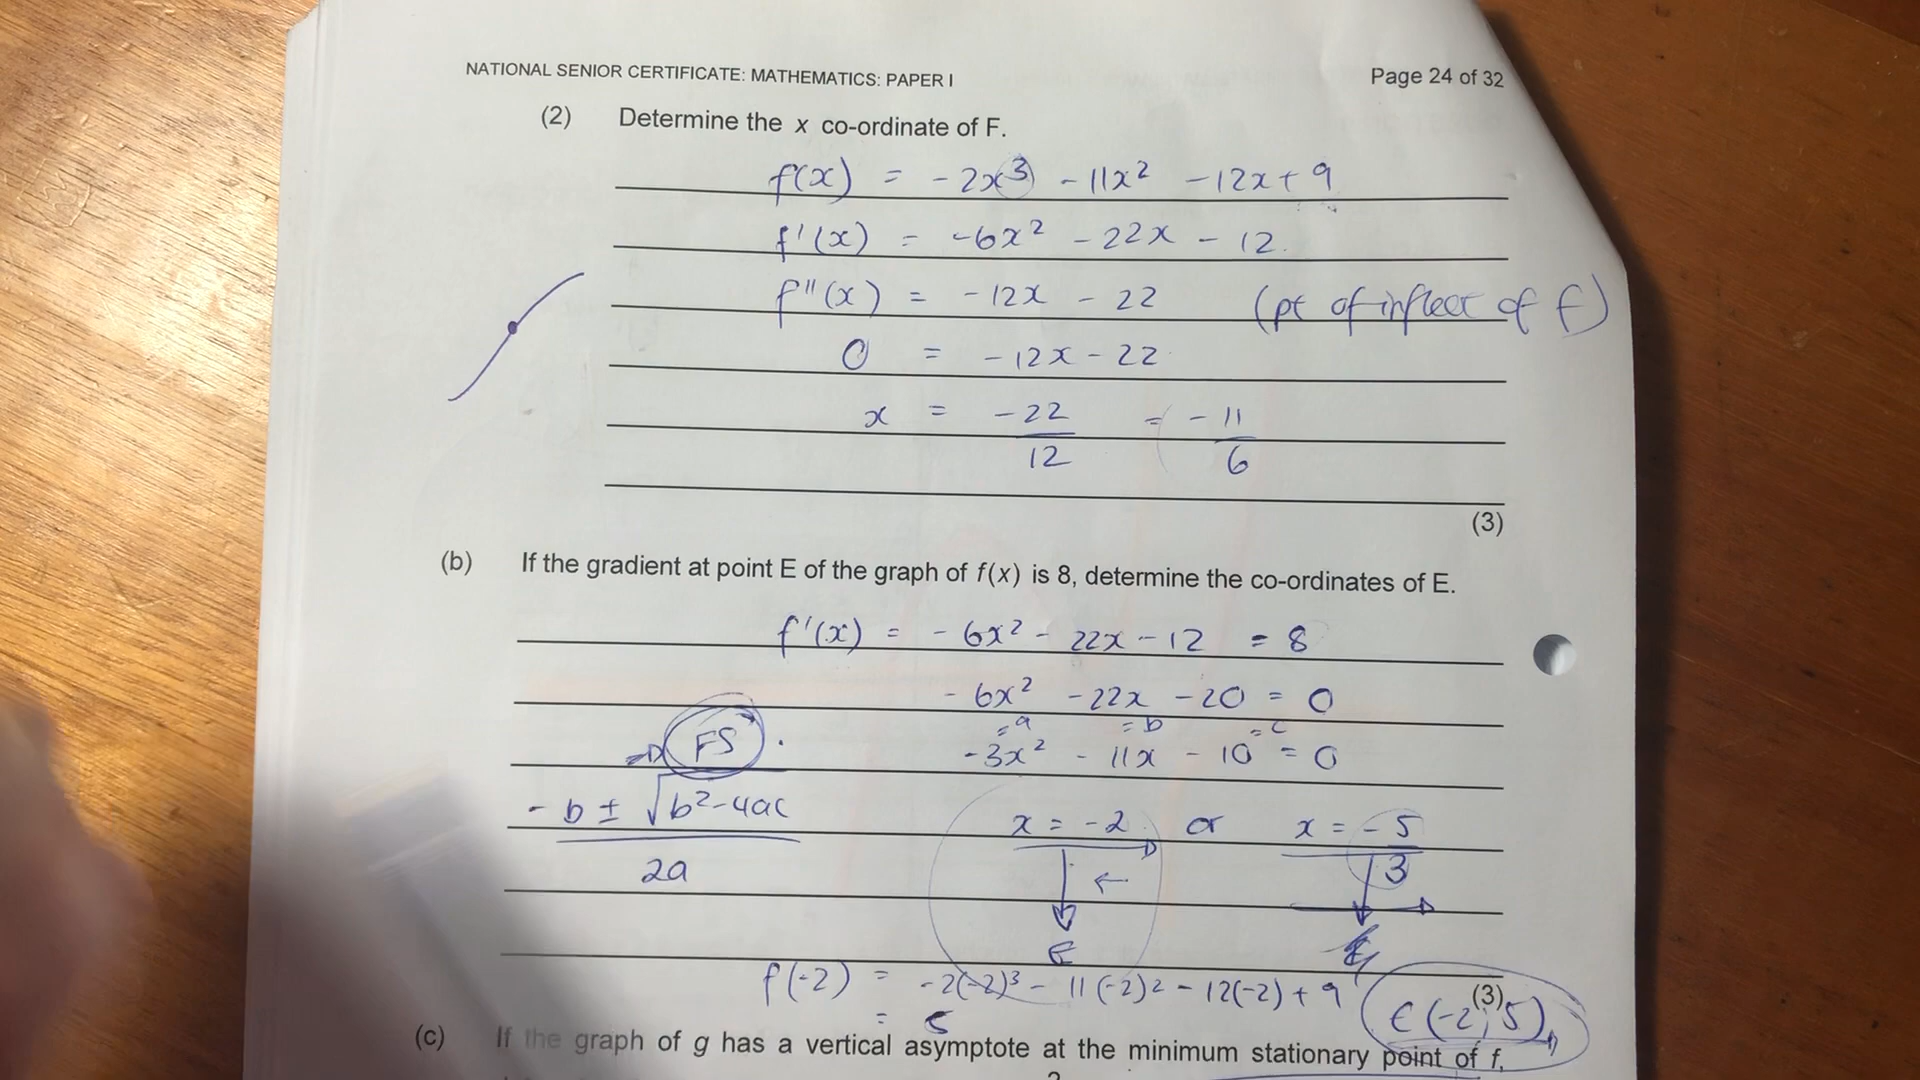 NATIONAL SENIOR CERTIFICATE: MATHEMATICS: PAPER I
Page 24 of 32
(2) Determine the x co-ordinate of F.
f(x) = -2x³ - 11x² - 12x + 9
f'(x) = -6x² - 22x - 12.
f''(x) = -12x - 22 (pt of inflect of f)
0 = -12x - 22
x = -22/12 = -11/6
(3)
(b) If the gradient at point E of the graph of f(x) is 8, determine the co-ordinates of E.
f'(x) = -6x² - 22x - 12 = 8
-6x² - 22x - 20 = 0
=a =b =c
FS. -3x² - 11x - 10 = 0
-b ± √b²-4ac / 2a
x = -2 or x = -5/3
E
f(-2) = -2(-2)³ - 11(-2)² - 12(-2) + 9
(3)
= 5
E(-2; 5)
(c) If the graph of g has a vertical asymptote at the minimum stationary point of f,